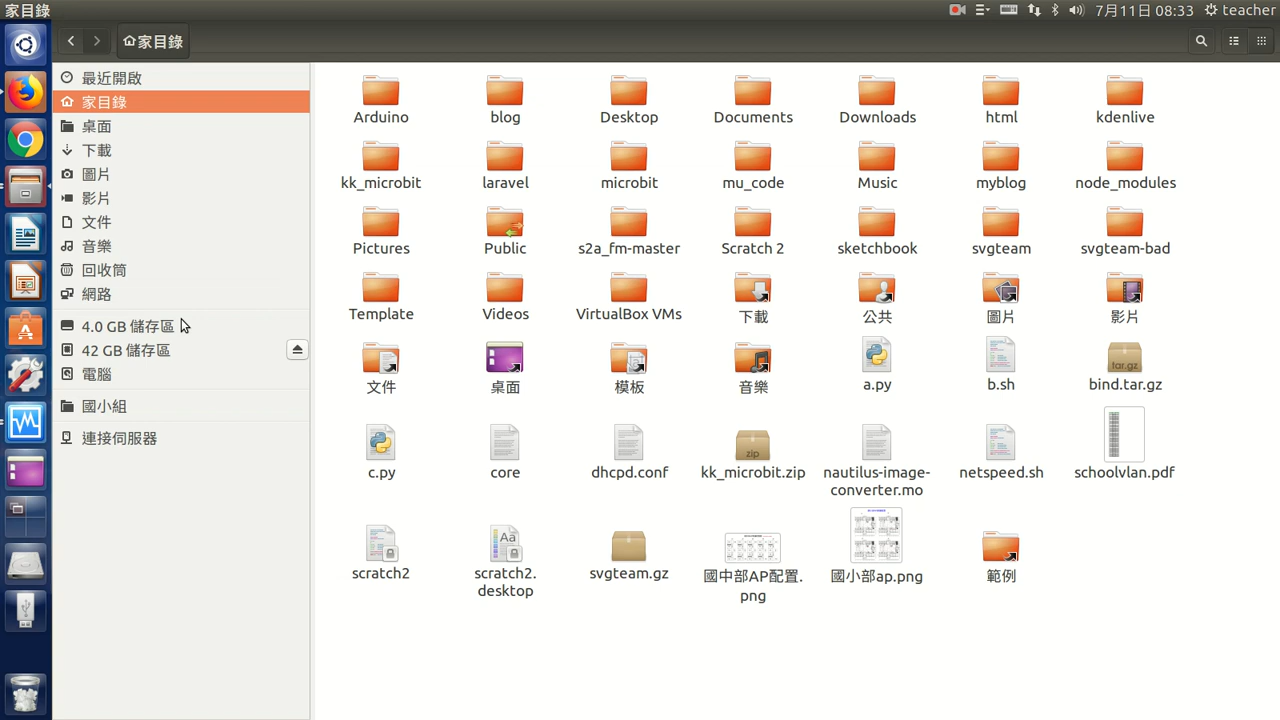 家目錄
7月11日 08:33
teacher
家目錄
最近開啟
家目錄
桌面
下載
圖片
影片
文件
音樂
回收筒
網路
4.0 GB 儲存區
42 GB 儲存區
電腦
國小組
連接伺服器
Arduino
blog
Desktop
Documents
Downloads
html
kdenlive
kk_microbit
laravel
microbit
mu_code
Music
myblog
node_modules
Pictures
Public
s2a_fm-master
Scratch 2
sketchbook
svgteam
svgteam-bad
Template
Videos
VirtualBox VMs
下載
公共
圖片
影片
文件
桌面
模板
音樂
a.py
b.sh
tar.gz
bind.tar.gz
c.py
core
dhcpd.conf
zip
kk_microbit.zip
nautilus-image-
converter.mo
netspeed.sh
schoolvlan.pdf
scratch2
Aa
scratch2.
desktop
svgteam.gz
國中部AP配置.
png
國小部ap.png
範例